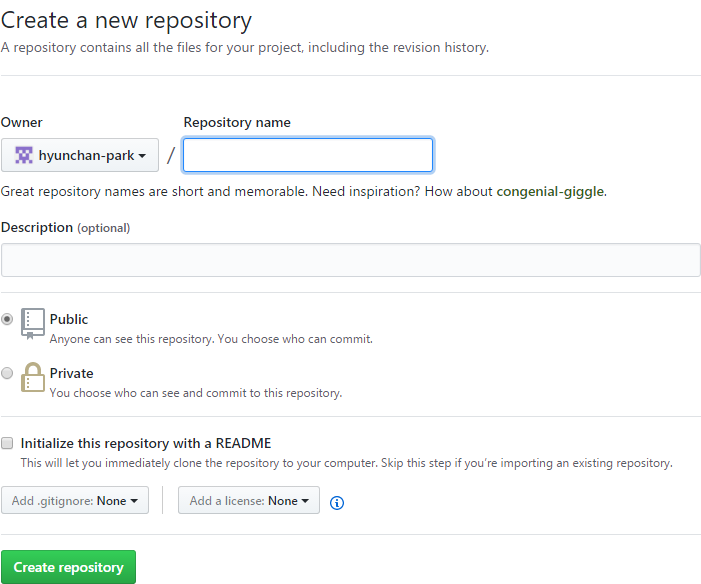 Create a new repository
A repository contains all the files for your project, including the revision history.
Owner
Repository name
hyunchan-park
/
Great repository names are short and memorable. Need inspiration? How about congenial-giggle.
Description (optional)
Public
Anyone can see this repository. You choose who can commit.
Private
You choose who can see and commit to this repository.
Initialize this repository with a README
This will let you immediately clone the repository to your computer. Skip this step if you're importing an existing repository.
Add .gitignore: None
Add a license: None
Create repository